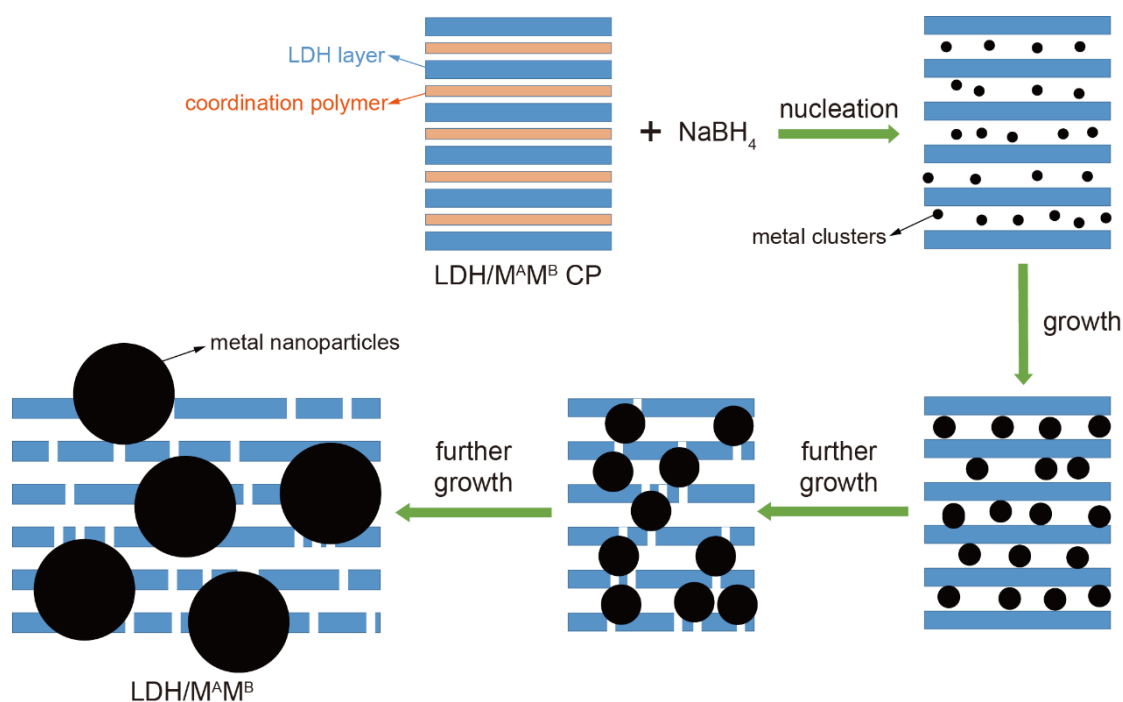 LDH layer
coordination polymer
+ NaBH₄
nucleation
metal clusters
LDH/MᴬMᴮ CP
growth
metal nanoparticles
further
growth
further
growth
LDH/MᴬMᴮ